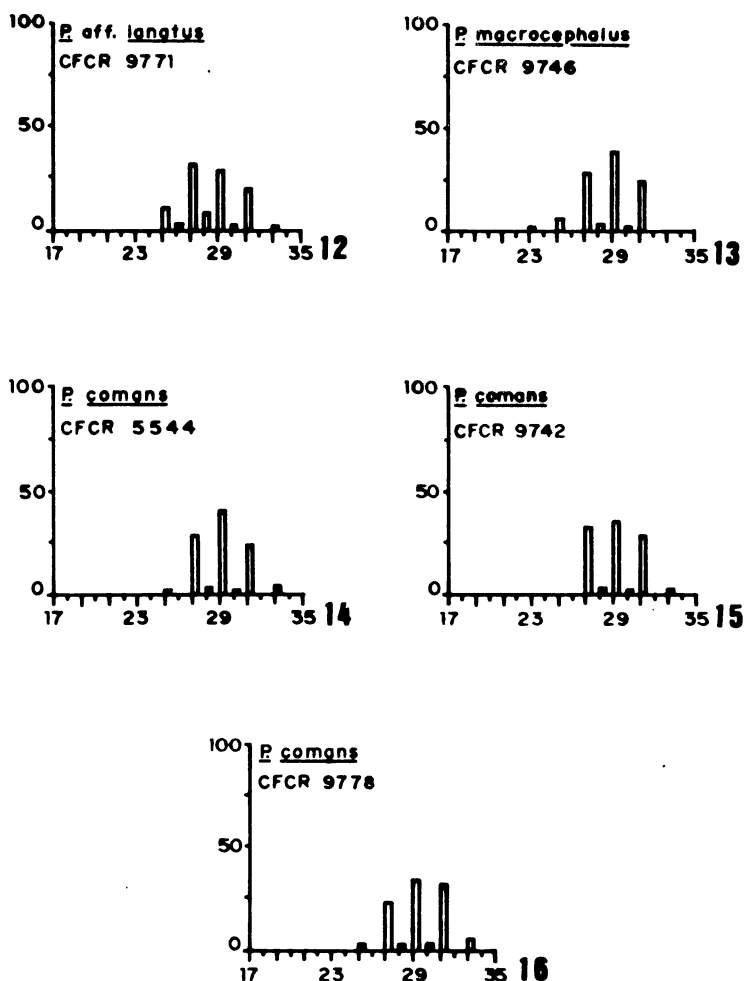 100
P. aff. lanatus
CFCR 9771
50
0
17 23 29 35 12
100
P. macrocephalus
CFCR 9746
50
0
17 23 29 35 13
100
P. comans
CFCR 5544
50
0
17 23 29 35 14
100
P. comans
CFCR 9742
50
0
17 23 29 35 15
100
P. comans
CFCR 9778
50
0
17 23 29 35 16